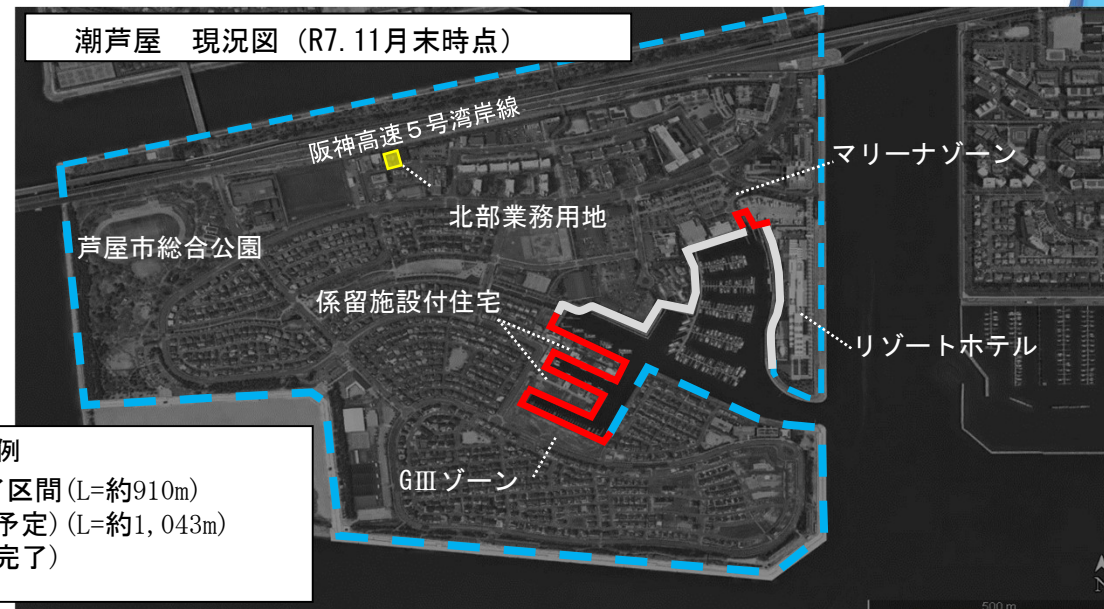 潮芦屋　現況図（R7.11月末時点）
阪神高速５号湾岸線
マリーナゾーン
北部業務用地
芦屋市総合公園
係留施設付住宅
リゾートホテル
GⅢゾーン
例
区間(L=約910m)
予定)(L=約1,043m)
完了)
N
500 m